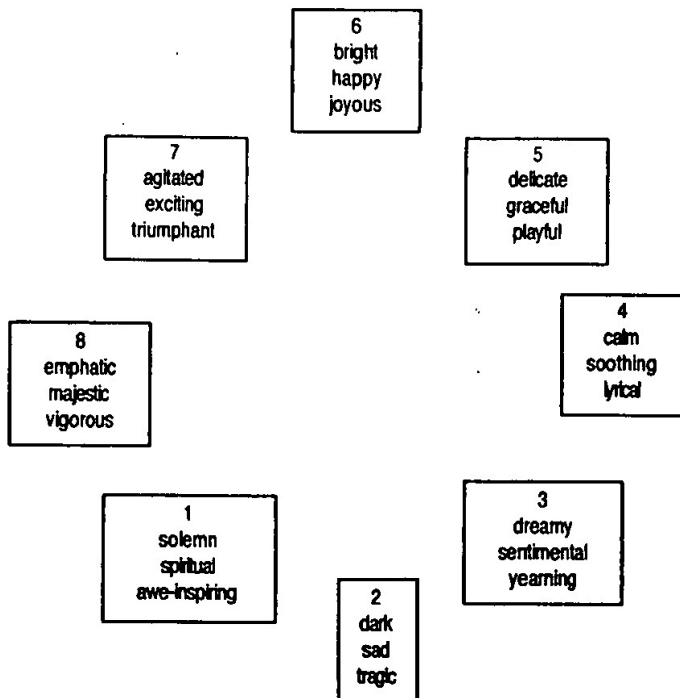 6
bright
happy
joyous
7
agitated
exciting
triumphant
5
delicate
graceful
playful
4
calm
soothing
lyrical
8
emphatic
majestic
vigorous
3
dreamy
sentimental
yearning
1
solemn
spiritual
awe-inspiring
2
dark
sad
tragic